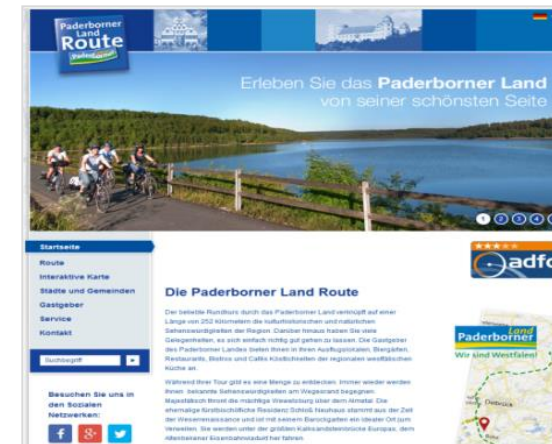 Paderborner
Land
Route
Paderborner
Erleben Sie das Paderborner Land
von seiner schönsten Seite
1 2 3 4
Startseite
Route
Interaktive Karte
Städte und Gemeinden
Gastgeber
Service
Kontakt
Suchbegriff
Besuchen Sie uns in
den Sozialen
Netzwerken:
adfc
Die Paderborner Land Route
Der beliebte Rundkurs durch das Paderborner Land verknüpft auf einer
Länge von 252 Kilometern die kulturhistorischen und natürlichen
Sehenswürdigkeiten der Region. Darüber hinaus haben Sie viele
Gelegenheiten, es sich einfach richtig gut gehen zu lassen. Die Gastgeber
des Paderborner Landes bieten Ihnen in ihren Ausflugslokalen, Biergärten,
Restaurants, Bistros und Cafés Köstlichkeiten der regionalen westfälischen
Küche an.
Während Ihrer Tour gibt es eine Menge zu entdecken. Immer wieder werden
Ihnen bekannte Sehenswürdigkeiten am Wegesrand begegnen.
Majestätisch thront die mächtige Wewelsburg über dem Almetal. Die
ehemalige fürstbischöfliche Residenz Schloß Neuhaus stammt aus der Zeit
der Weserrenaissance und ist mit seinem Barockgarten ein idealer Ort zum
Verweilen. Sie werden unter der größten Kalksandsteinbrücke Europas, dem
Altenbekener Eisenbahnviadukt her fahren.
Paderborner Land
Wir sind Westfalen!
Delbrück